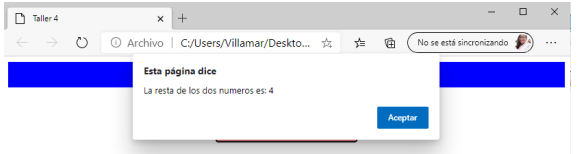 Taller 4
Archivo | C:/Users/Villamar/Deskto...
No se está sincronizando
Esta página dice
La resta de los dos numeros es: 4
Aceptar